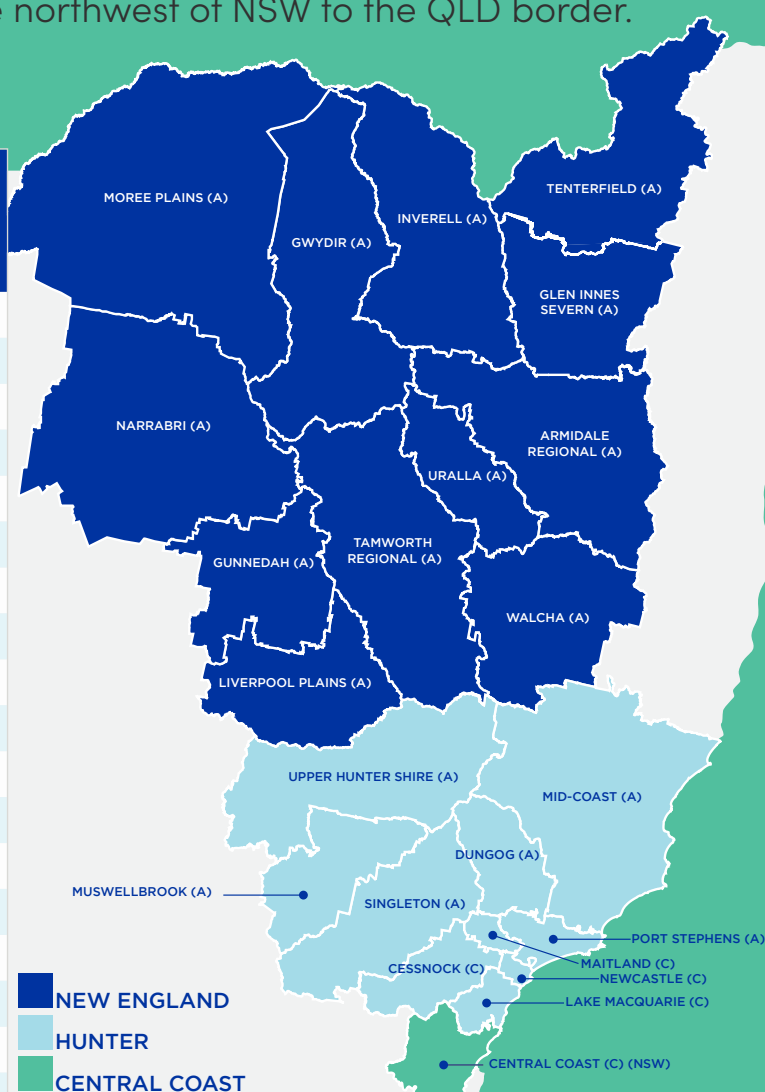 northwest of NSW to the QLD border.
TENTERFIELD (A)
MOREE PLAINS (A)
INVERELL (A)
GWYDIR (A)
GLEN INNES
SEVERN (A)
NARRABRI (A)
ARMIDALE
REGIONAL (A)
URALLA (A)
TAMWORTH
REGIONAL (A)
GUNNEDAH (A)
WALCHA (A)
LIVERPOOL PLAINS (A)
UPPER HUNTER SHIRE (A)
MID-COAST (A)
DUNGOG (A)
MUSWELLBROOK (A)
SINGLETON (A)
PORT STEPHENS (A)
MAITLAND (C)
CESSNOCK (C)
NEWCASTLE (C)
LAKE MACQUARIE (C)
CENTRAL COAST (C) (NSW)
NEW ENGLAND
HUNTER
CENTRAL COAST